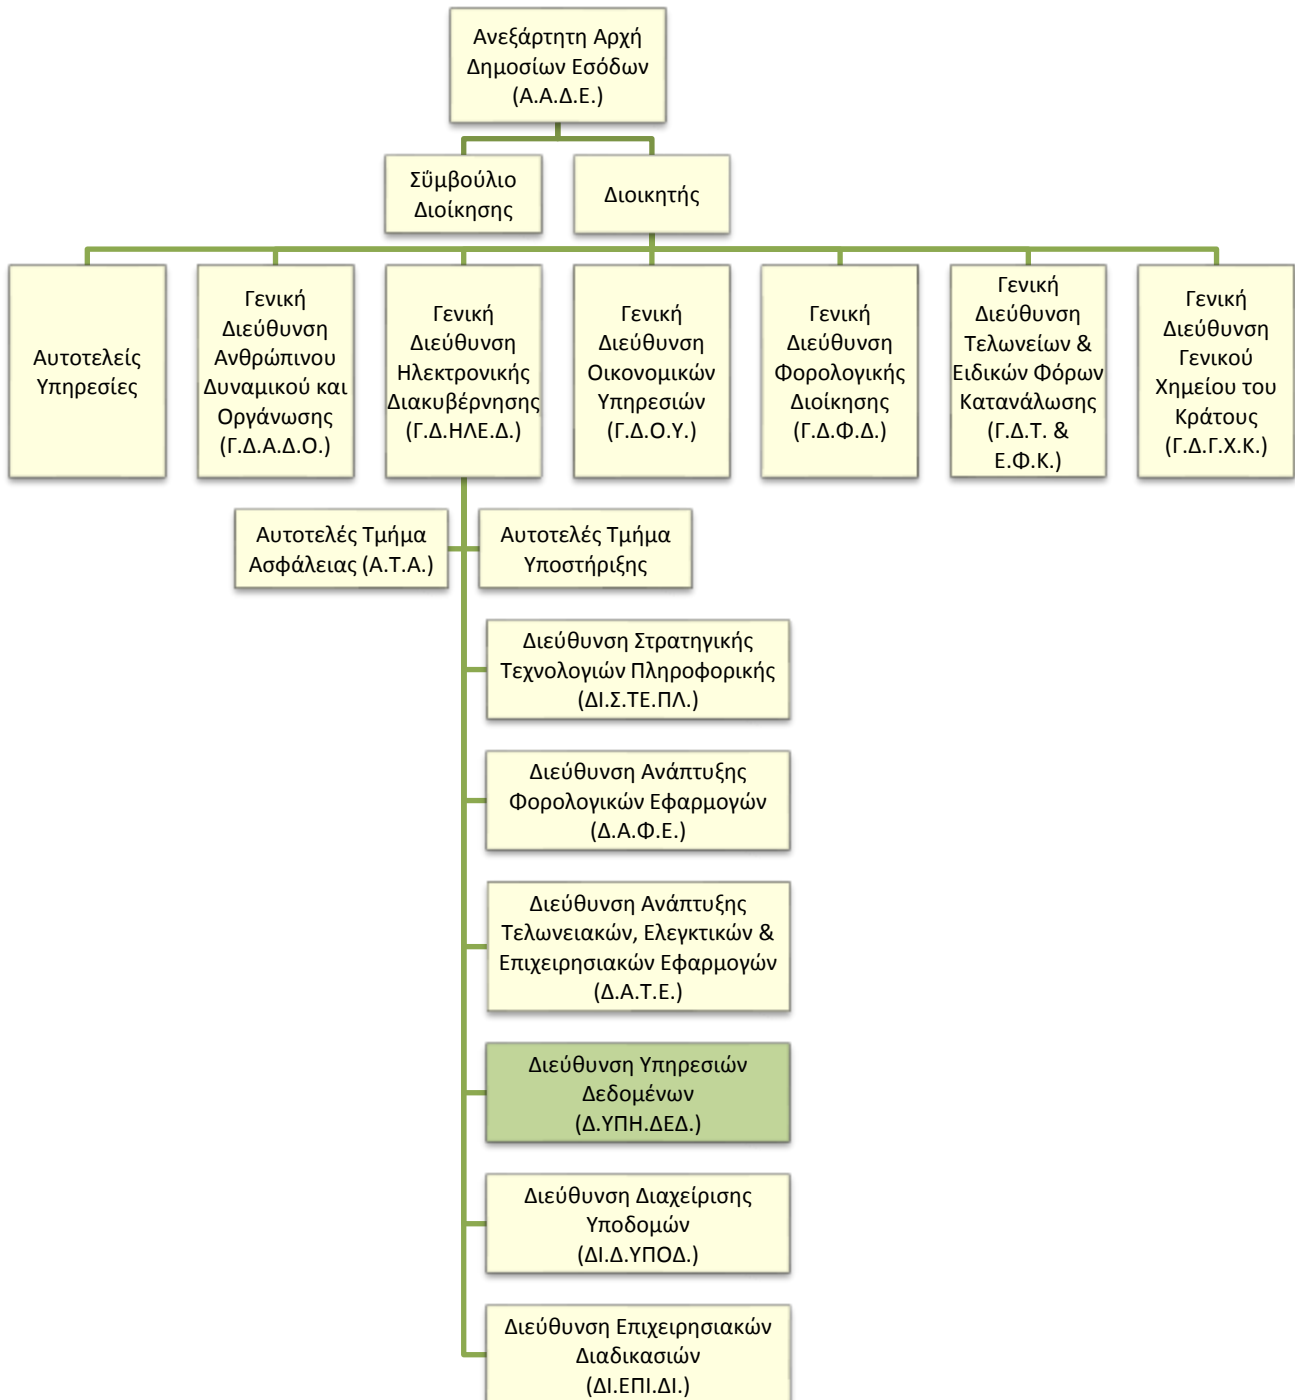 Ανεξάρτητη Αρχή
Δημοσίων Εσόδων
(Α.Α.Δ.Ε.)
Σΰμβούλιο
Διοίκησης
Διοικητής
Αυτοτελείς
Υπηρεσίες
Γενική
Διεύθυνση
Ανθρώπινου
Δυναμικού και
Οργάνωσης
(Γ.Δ.Α.Δ.Ο.)
Γενική
Διεύθυνση
Ηλεκτρονικής
Διακυβέρνησης
(Γ.Δ.ΗΛΕ.Δ.)
Γενική
Διεύθυνση
Οικονομικών
Υπηρεσιών
(Γ.Δ.Ο.Υ.)
Γενική
Διεύθυνση
Φορολογικής
Διοίκησης
(Γ.Δ.Φ.Δ.)
Γενική
Διεύθυνση
Τελωνείων &
Ειδικών Φόρων
Κατανάλωσης
(Γ.Δ.Τ. &
Ε.Φ.Κ.)
Γενική
Διεύθυνση
Γενικού
Χημείου του
Κράτους
(Γ.Δ.Γ.Χ.Κ.)
Αυτοτελές Τμήμα
Ασφάλειας (Α.Τ.Α.)
Αυτοτελές Τμήμα
Υποστήριξης
Διεύθυνση Στρατηγικής
Τεχνολογιών Πληροφορικής
(ΔΙ.Σ.ΤΕ.ΠΛ.)
Διεύθυνση Ανάπτυξης
Φορολογικών Εφαρμογών
(Δ.Α.Φ.Ε.)
Διεύθυνση Ανάπτυξης
Τελωνειακών, Ελεγκτικών &
Επιχειρησιακών Εφαρμογών
(Δ.Α.Τ.Ε.)
Διεύθυνση Υπηρεσιών
Δεδομένων
(Δ.ΥΠΗ.ΔΕΔ.)
Διεύθυνση Διαχείρισης
Υποδομών
(ΔΙ.Δ.ΥΠΟΔ.)
Διεύθυνση Επιχειρησιακών
Διαδικασιών
(ΔΙ.ΕΠΙ.ΔΙ.)